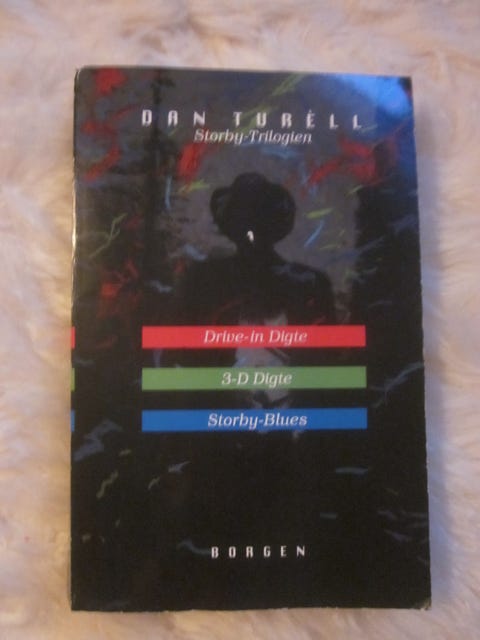 DAN TURÈLL
Storby-Trilogien
Drive-in Digte
3-D Digte
Storby-Blues
BORGEN